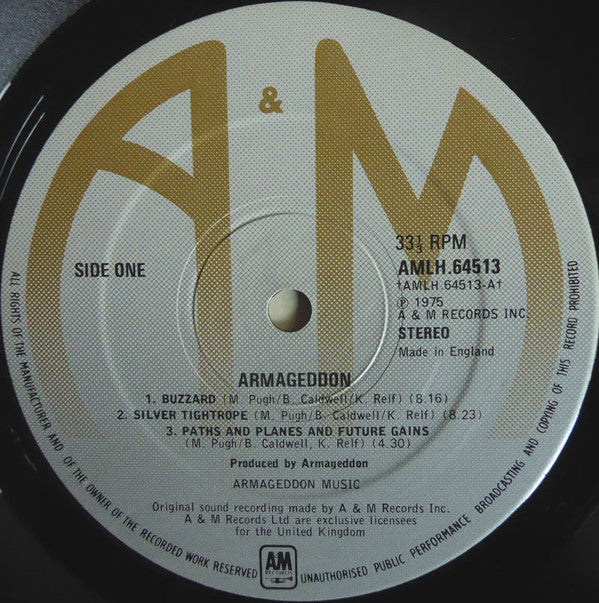 A & M
SIDE ONE
33⅓ RPM
AMLH.64513
†AMLH.64513-A†
℗ 1975
A & M RECORDS INC.
STEREO
Made in England
ARMAGEDDON
1. BUZZARD (M. Pugh/B. Caldwell/K. Relf) (8.16)
2. SILVER TIGHTROPE (M. Pugh/B. Caldwell/K. Relf) (8.23)
3. PATHS AND PLANES AND FUTURE GAINS
(M. Pugh/B. Caldwell, K. Relf) (4.30)
Produced by Armageddon
ARMAGEDDON MUSIC
Original sound recording made by A & M Records Inc.
A & M Records Ltd are exclusive licensees
for the United Kingdom
ALL RIGHTS OF THE MANUFACTURER AND OF THE OWNER OF THE RECORDED WORK RESERVED
AM
RECORDS
UNAUTHORISED PUBLIC PERFORMANCE BROADCASTING AND COPYING OF THIS RECORD PROHIBITED